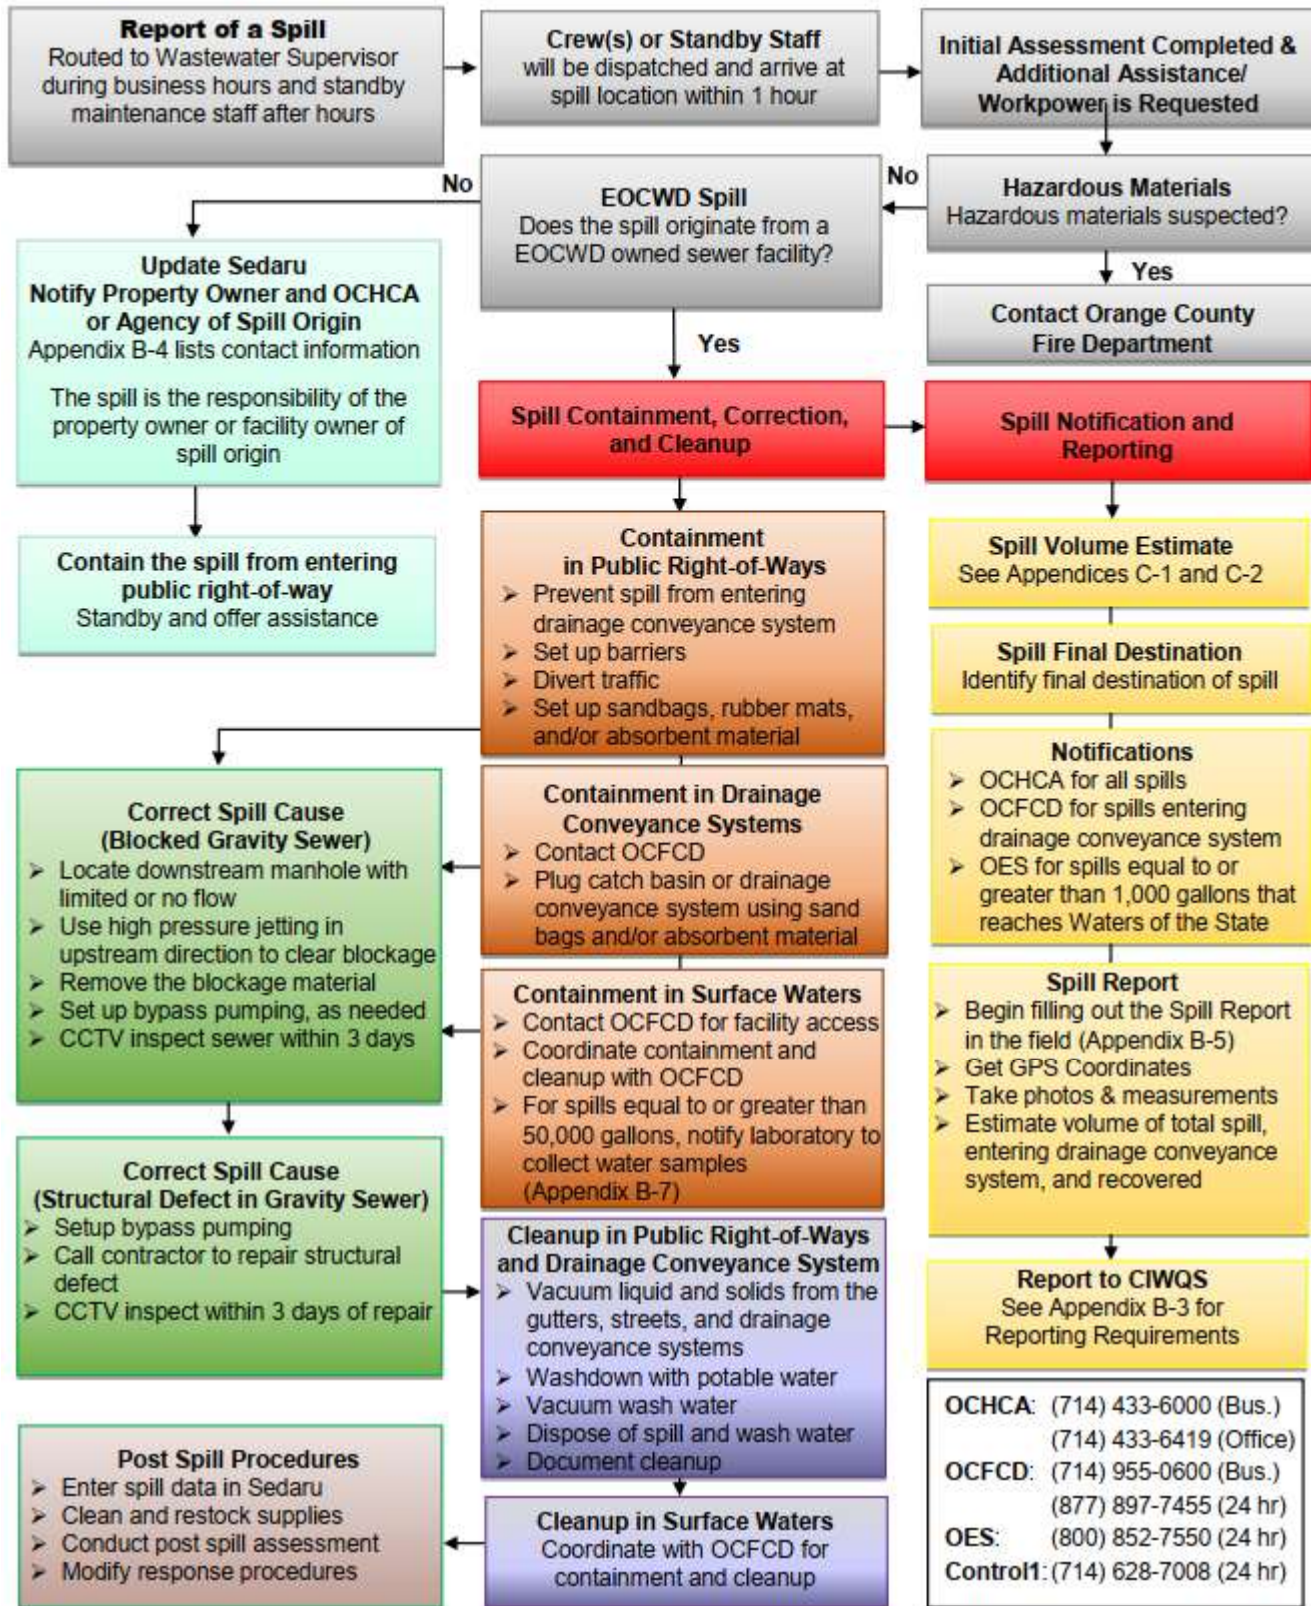 Report of a Spill
Routed to Wastewater Supervisor
during business hours and standby
maintenance staff after hours
Crew(s) or Standby Staff
will be dispatched and arrive at
spill location within 1 hour
Initial Assessment Completed &
Additional Assistance/
Workpower is Requested
No
EOCWD Spill
Does the spill originate from a
EOCWD owned sewer facility?
No
Hazardous Materials
Hazardous materials suspected?
Yes
Contact Orange County
Fire Department
Update Sedaru
Notify Property Owner and OCHCA
or Agency of Spill Origin
Appendix B-4 lists contact information
The spill is the responsibility of the
property owner or facility owner of
spill origin
Yes
Spill Containment, Correction,
and Cleanup
Spill Notification and
Reporting
Contain the spill from entering
public right-of-way
Standby and offer assistance
Containment
in Public Right-of-Ways
➢ Prevent spill from entering
drainage conveyance system
➢ Set up barriers
➢ Divert traffic
➢ Set up sandbags, rubber mats,
and/or absorbent material
Spill Volume Estimate
See Appendices C-1 and C-2
Spill Final Destination
Identify final destination of spill
Notifications
➢ OCHCA for all spills
➢ OCFCD for spills entering
drainage conveyance system
➢ OES for spills equal to or
greater than 1,000 gallons that
reaches Waters of the State
Correct Spill Cause
(Blocked Gravity Sewer)
➢ Locate downstream manhole with
limited or no flow
➢ Use high pressure jetting in
upstream direction to clear blockage
➢ Remove the blockage material
➢ Set up bypass pumping, as needed
➢ CCTV inspect sewer within 3 days
Containment in Drainage
Conveyance Systems
➢ Contact OCFCD
➢ Plug catch basin or drainage
conveyance system using sand
bags and/or absorbent material
Containment in Surface Waters
➢ Contact OCFCD for facility access
➢ Coordinate containment and
cleanup with OCFCD
➢ For spills equal to or greater than
50,000 gallons, notify laboratory to
collect water samples
(Appendix B-7)
Spill Report
➢ Begin filling out the Spill Report
in the field (Appendix B-5)
➢ Get GPS Coordinates
➢ Take photos & measurements
➢ Estimate volume of total spill,
entering drainage conveyance
system, and recovered
Correct Spill Cause
(Structural Defect in Gravity Sewer)
➢ Setup bypass pumping
➢ Call contractor to repair structural
defect
➢ CCTV inspect within 3 days of repair
Cleanup in Public Right-of-Ways
and Drainage Conveyance System
➢ Vacuum liquid and solids from the
gutters, streets, and drainage
conveyance systems
➢ Washdown with potable water
➢ Vacuum wash water
➢ Dispose of spill and wash water
➢ Document cleanup
Report to CIWQS
See Appendix B-3 for
Reporting Requirements
Post Spill Procedures
➢ Enter spill data in Sedaru
➢ Clean and restock supplies
➢ Conduct post spill assessment
➢ Modify response procedures
Cleanup in Surface Waters
Coordinate with OCFCD for
containment and cleanup
OCHCA: (714) 433-6000 (Bus.)
(714) 433-6419 (Office)
OCFCD: (714) 955-0600 (Bus.)
(877) 897-7455 (24 hr)
OES: (800) 852-7550 (24 hr)
Control1: (714) 628-7008 (24 hr)